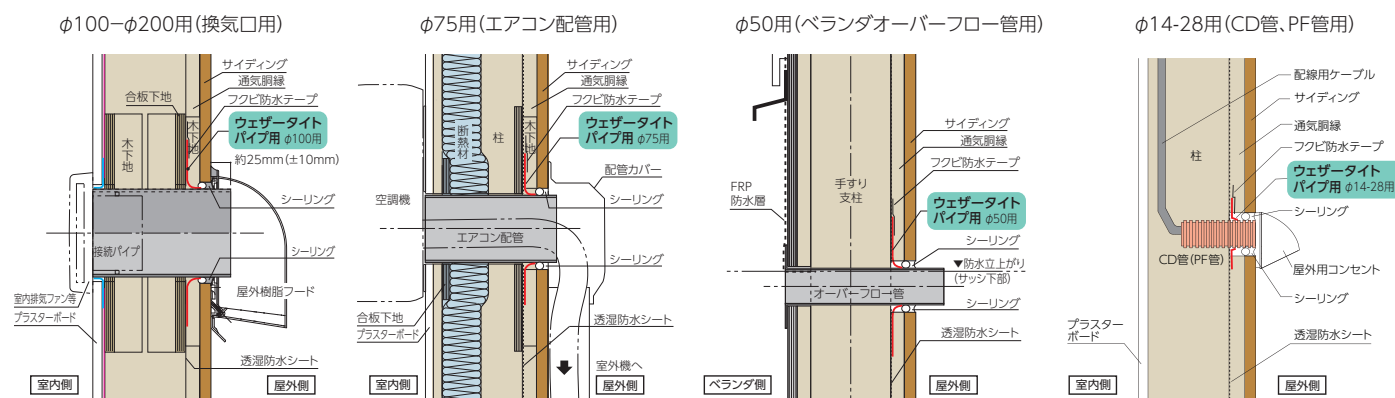 φ100−φ200用(換気口用)
サイディング
通気胴縁
合板下地
フクビ防水テープ
ウェザータイト
パイプ用 φ100用
木下地
木下地
約25mm(±10mm)
シーリング
接続パイプ
シーリング
屋外樹脂フード
室内排気ファン等
プラスターボード
透湿防水シート
室内側
屋外側
φ75用(エアコン配管用)
サイディング
通気胴縁
フクビ防水テープ
ウェザータイト
パイプ用 φ75用
断熱材
柱
木下地
配管カバー
空調機
シーリング
エアコン配管
シーリング
合板下地
プラスターボード
透湿防水シート
室外機へ
室内側
屋外側
φ50用(ベランダオーバーフロー管用)
サイディング
通気胴縁
フクビ防水テープ
FRP
防水層
手すり
支柱
ウェザータイト
パイプ用 φ50用
シーリング
▼防水立上がり
(サッシ下部)
オーバーフロー管
シーリング
透湿防水シート
ベランダ側
屋外側
φ14-28用(CD管、PF管用)
配線用ケーブル
サイディング
通気胴縁
フクビ防水テープ
柱
ウェザータイト
パイプ用 φ14-28用
シーリング
CD管(PF管)
屋外用コンセント
シーリング
プラスター
ボード
透湿防水シート
室内側
屋外側